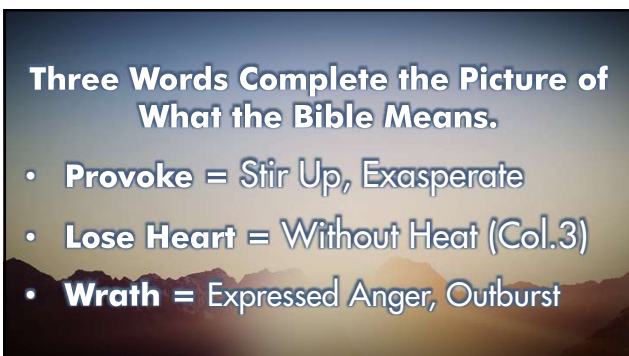 Three Words Complete the Picture of
What the Bible Means.
• Provoke = Stir Up, Exasperate
• Lose Heart = Without Heat (Col.3)
• Wrath = Expressed Anger, Outburst